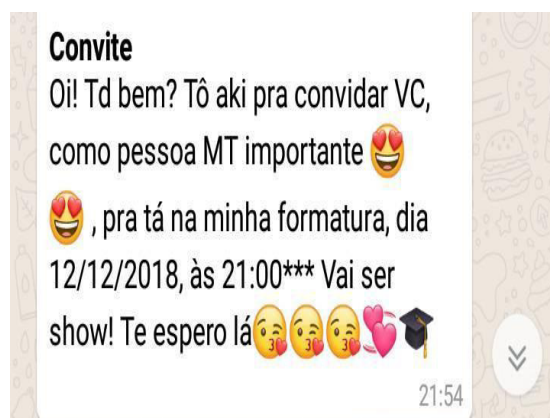 Convite
Oi! Td bem? Tô aki pra convidar VC,
como pessoa MT importante 😍
😍 , pra tá na minha formatura, dia
12/12/2018, às 21:00*** Vai ser
show! Te espero lá😘😘😘💞🎓
21:54